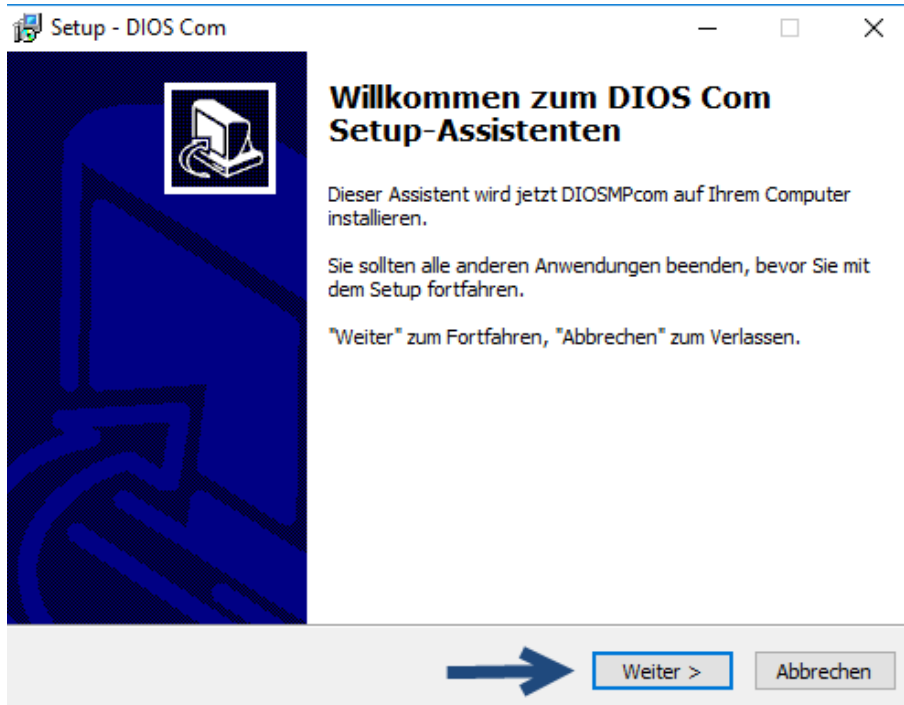 Setup - DIOS Com
Willkommen zum DIOS Com
Setup-Assistenten
Dieser Assistent wird jetzt DIOSMPcom auf Ihrem Computer
installieren.
Sie sollten alle anderen Anwendungen beenden, bevor Sie mit
dem Setup fortfahren.
"Weiter" zum Fortfahren, "Abbrechen" zum Verlassen.
Weiter >
Abbrechen